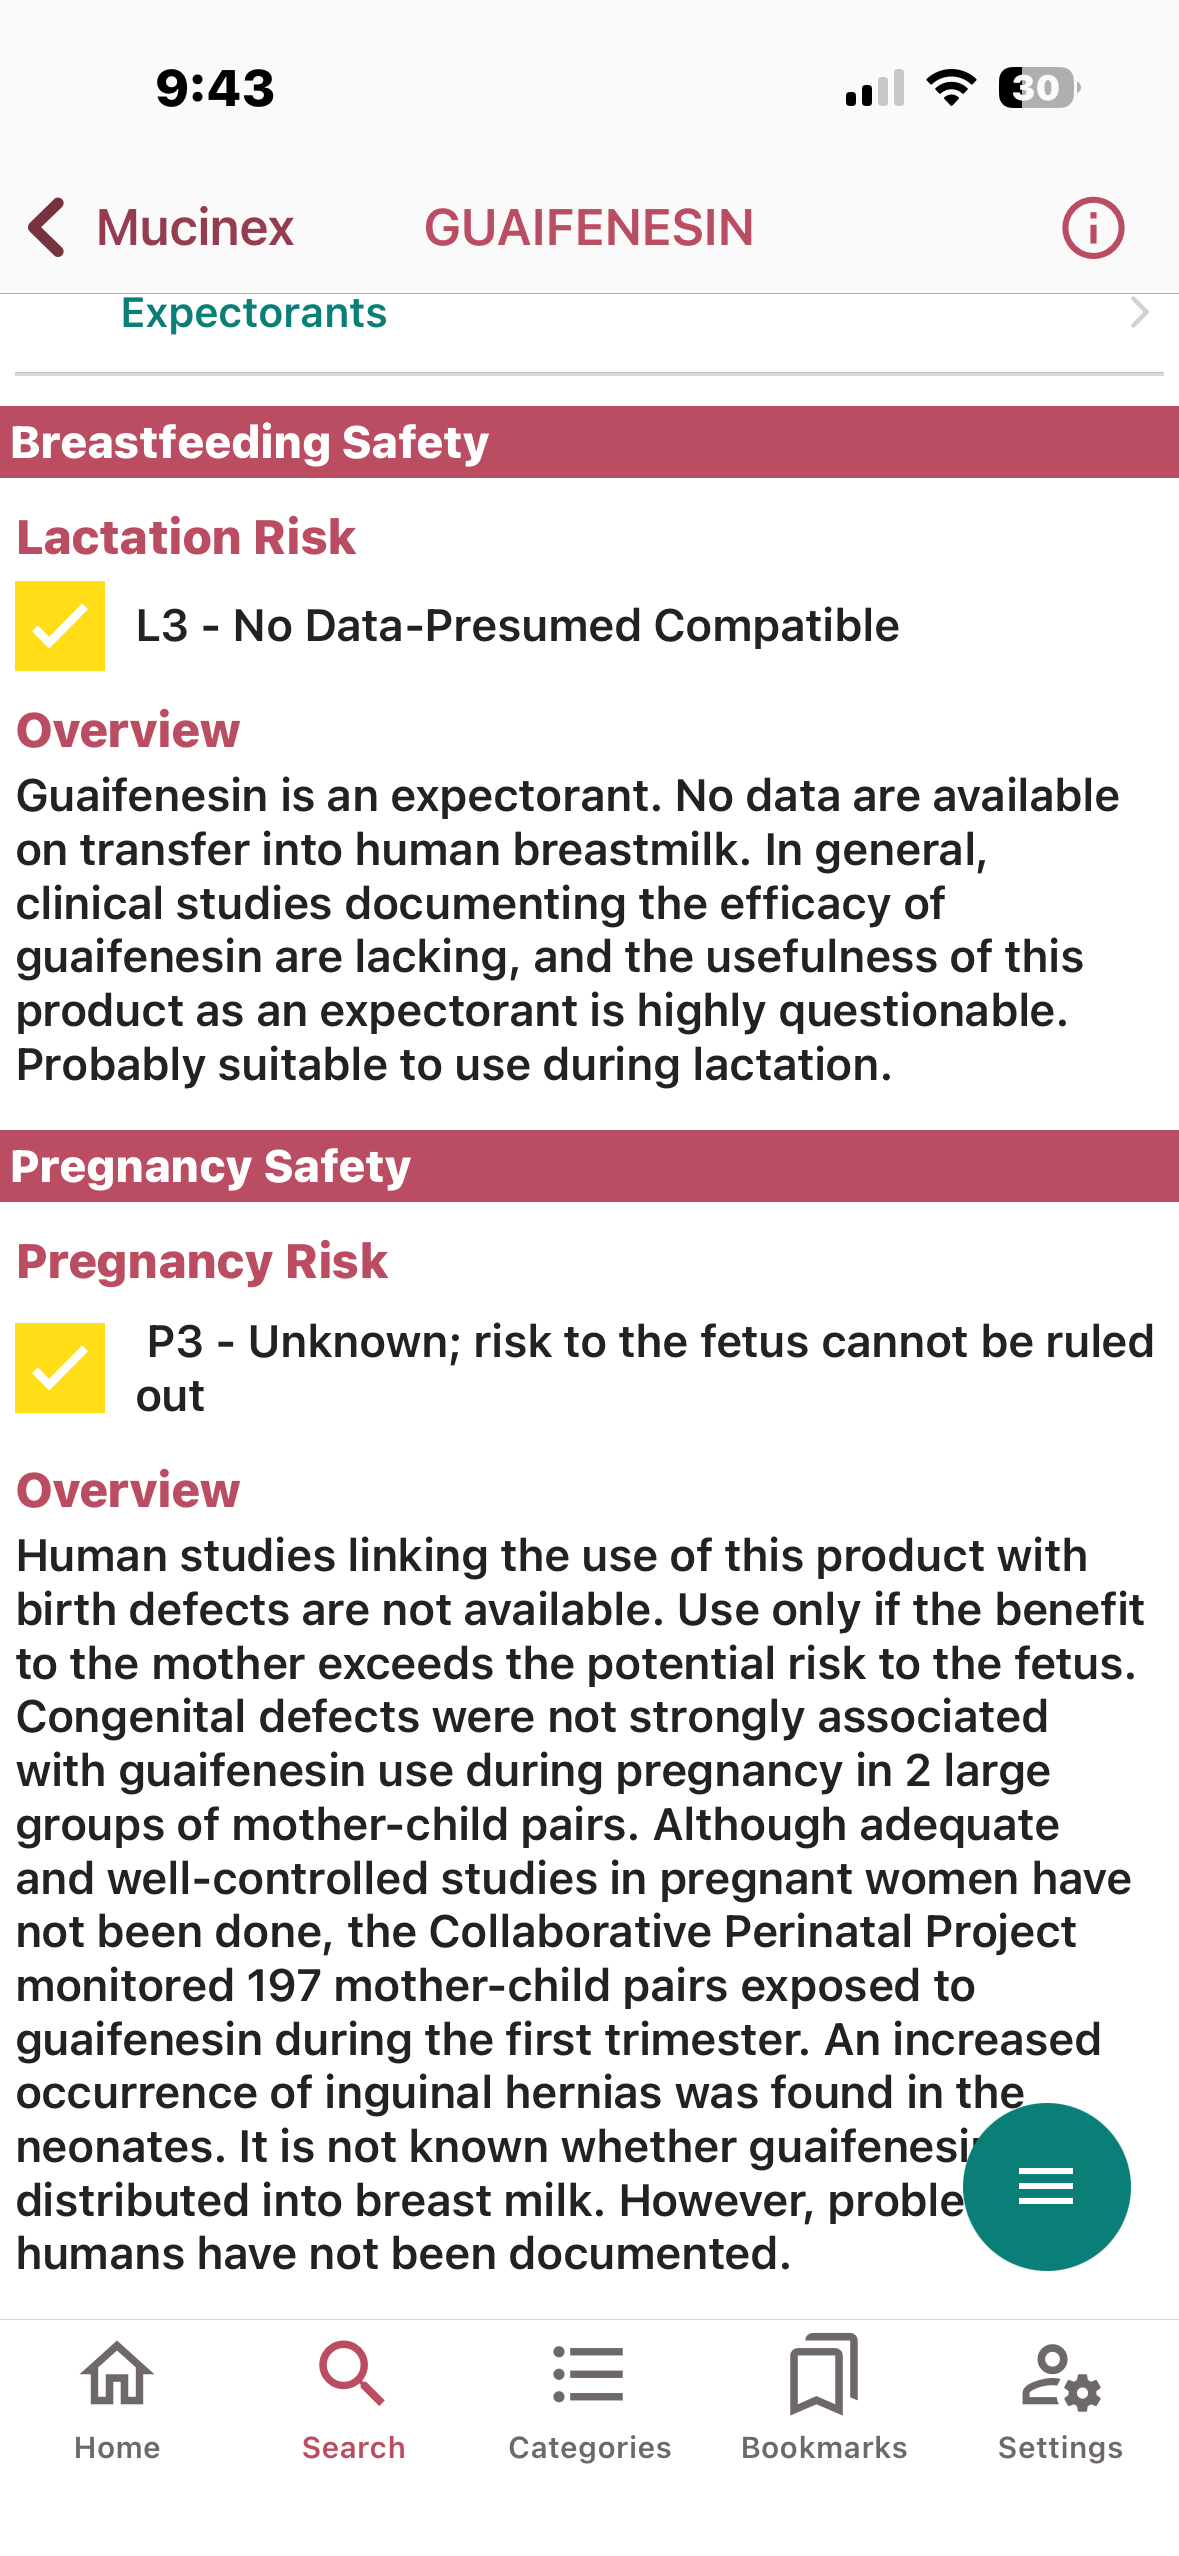 9:43
30
Mucinex
GUAIFENESIN
Expectorants
Breastfeeding Safety
Lactation Risk
L3 - No Data-Presumed Compatible
Overview
Guaifenesin is an expectorant. No data are available
on transfer into human breastmilk. In general,
clinical studies documenting the efficacy of
guaifenesin are lacking, and the usefulness of this
product as an expectorant is highly questionable.
Probably suitable to use during lactation.
Pregnancy Safety
Pregnancy Risk
P3 - Unknown; risk to the fetus cannot be ruled
out
Overview
Human studies linking the use of this product with
birth defects are not available. Use only if the benefit
to the mother exceeds the potential risk to the fetus.
Congenital defects were not strongly associated
with guaifenesin use during pregnancy in 2 large
groups of mother-child pairs. Although adequate
and well-controlled studies in pregnant women have
not been done, the Collaborative Perinatal Project
monitored 197 mother-child pairs exposed to
guaifenesin during the first trimester. An increased
occurrence of inguinal hernias was found in the
neonates. It is not known whether
distributed into breast milk. However,
humans have not been documented.
Home
Search
Categories
Bookmarks
Settings